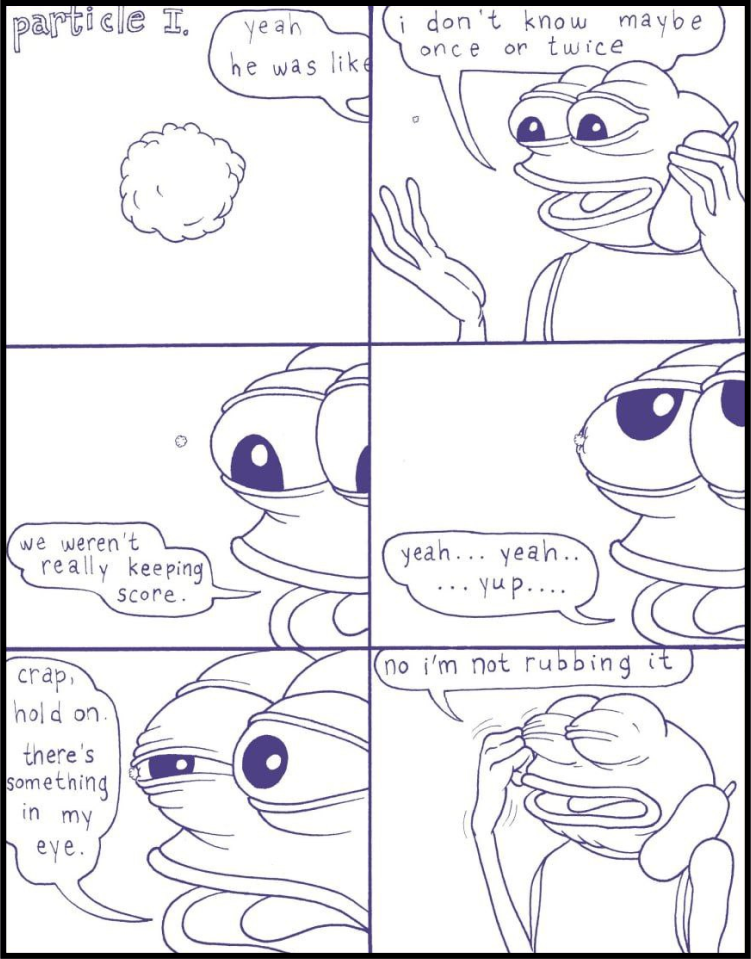 particle I.
yeah
he was like
i don't know maybe
once or twice
we weren't
really keeping
score.
yeah... yeah..
... yup....
crap,
hold on.
there's
something
in my
eye.
no i'm not rubbing it